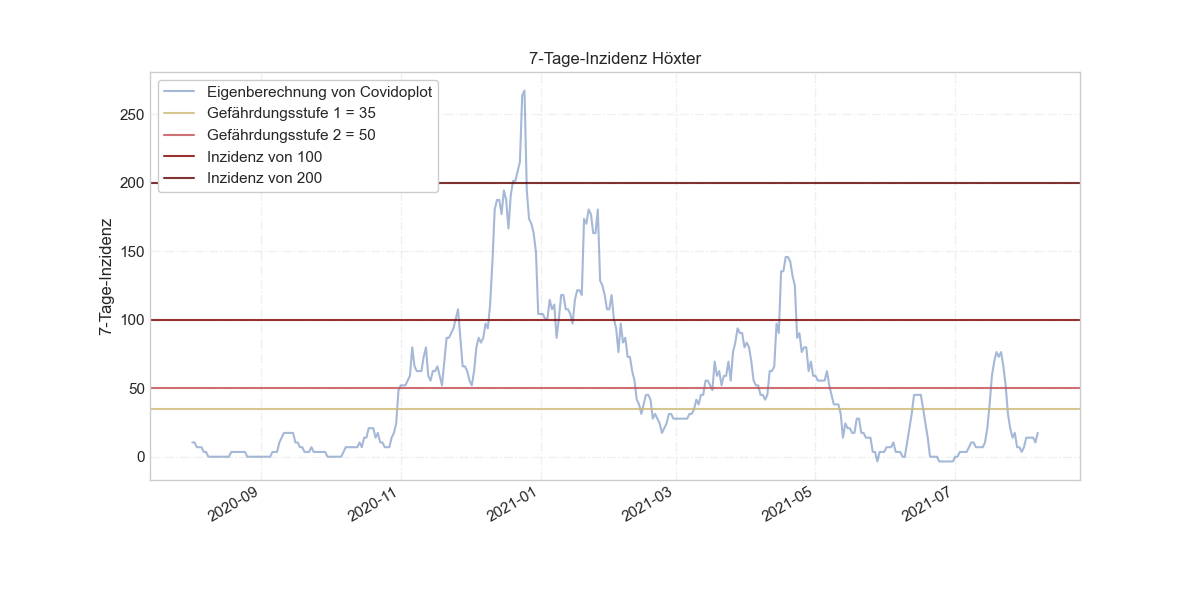 7-Tage-Inzidenz Höxter
Eigenberechnung von Covidoplot
Gefährdungsstufe 1 = 35
Gefährdungsstufe 2 = 50
Inzidenz von 100
Inzidenz von 200
7-Tage-Inzidenz
250
200
150
100
50
0
2020-09
2020-11
2021-01
2021-03
2021-05
2021-07